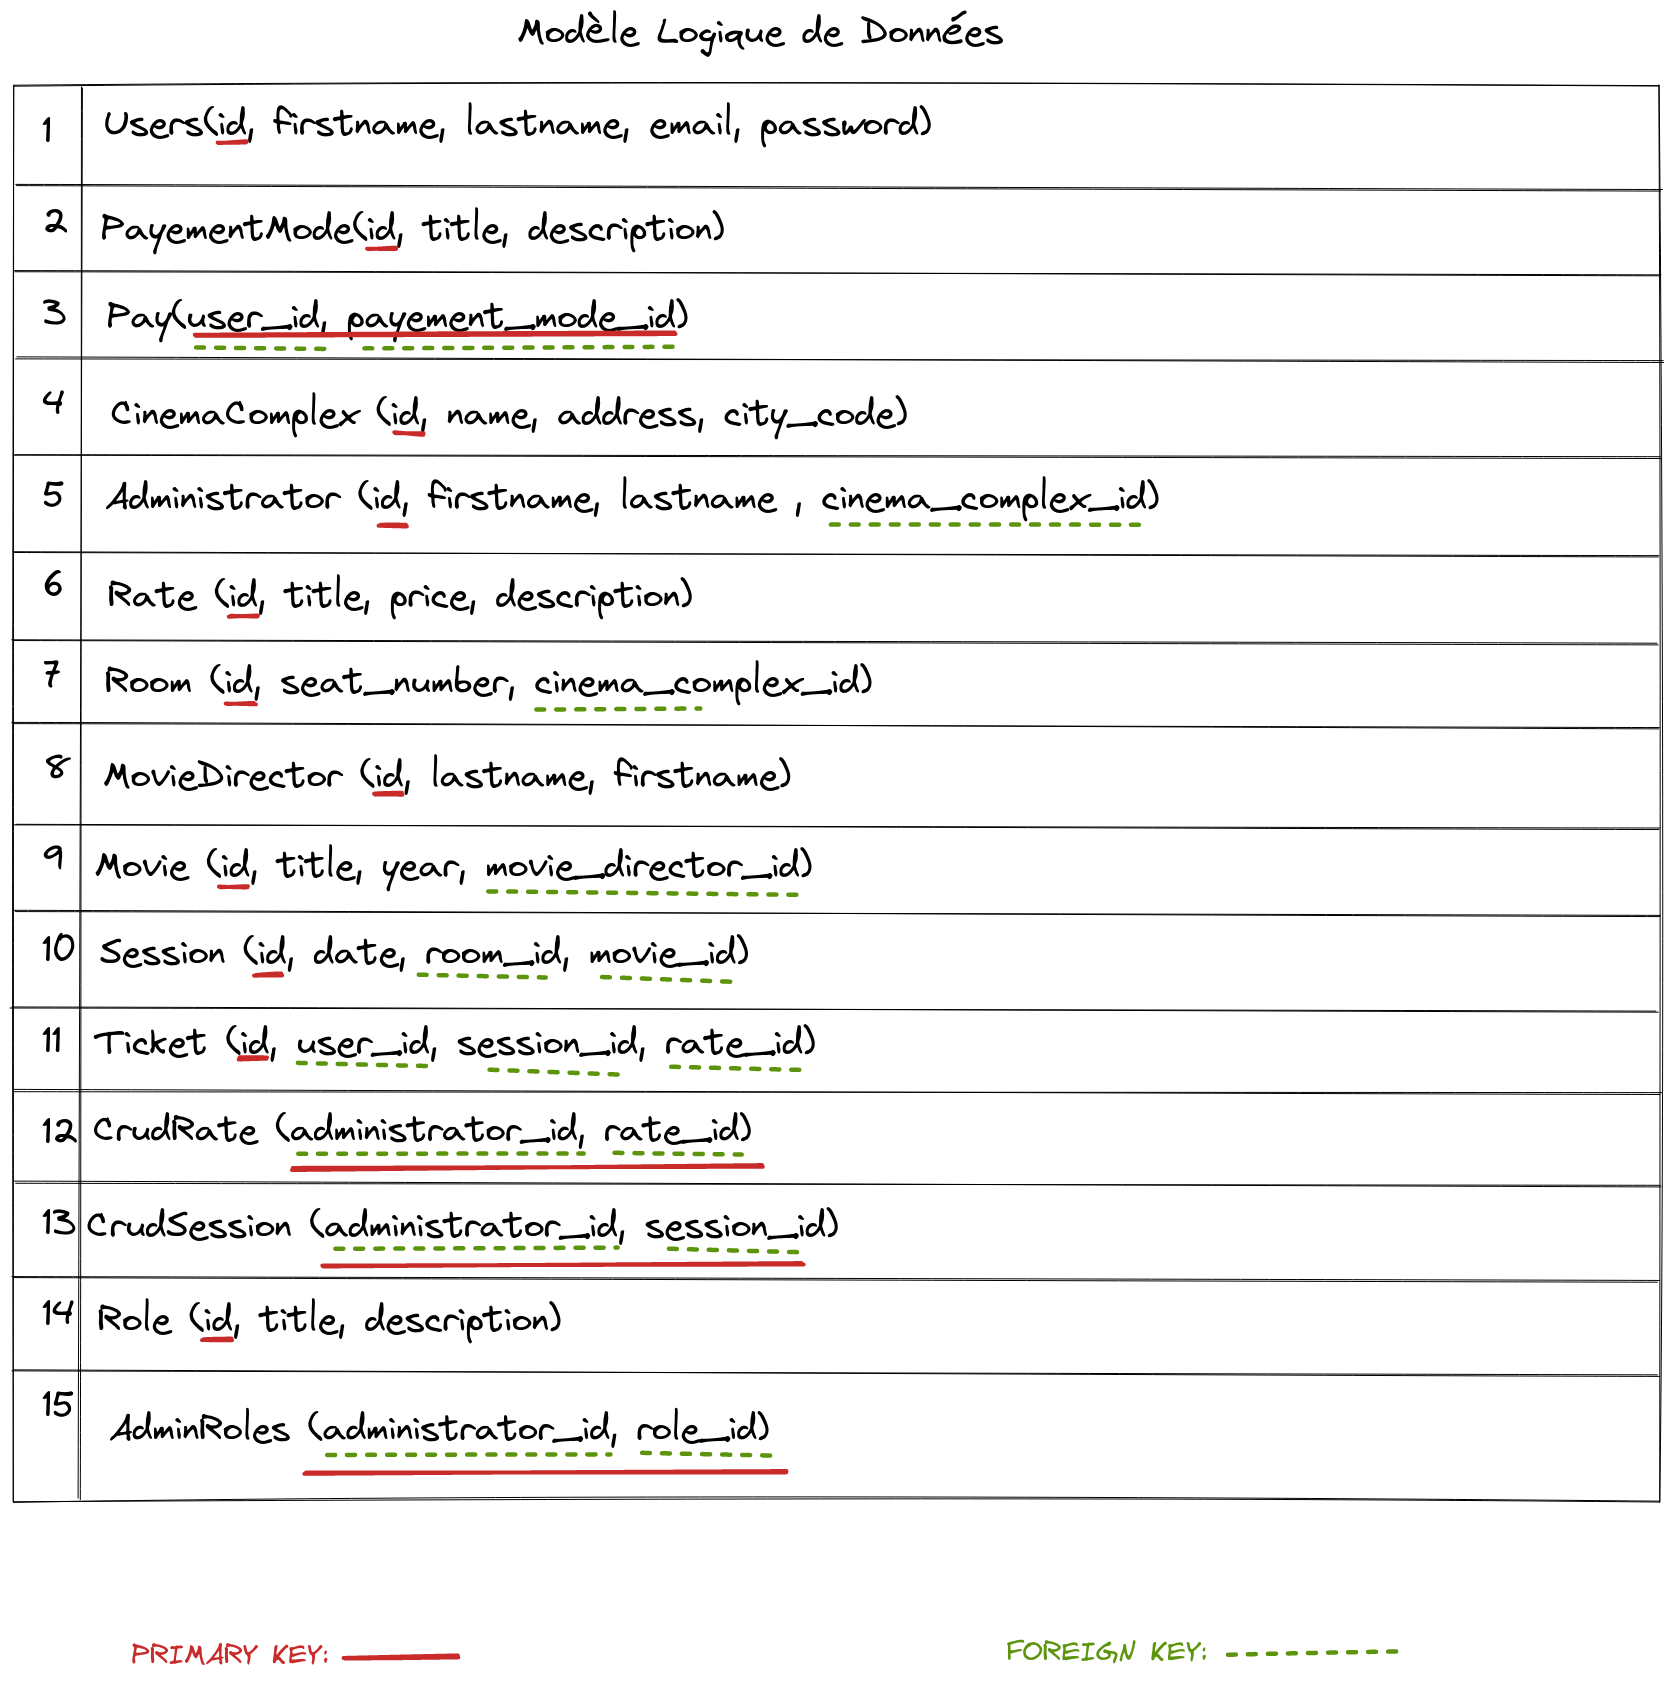 Modèle Logique de Données
1 Users(id, firstname, lastname, email, password)
2 PayementMode(id, title, description)
3 Pay(user_id, payement_mode_id)
4 CinemaComplex (id, name, address, city_code)
5 Administrator (id, firstname, lastname , cinema_complex_id)
6 Rate (id, title, price, description)
7 Room (id, seat_number, cinema_complex_id)
8 MovieDirector (id, lastname, firstname)
9 Movie (id, title, year, movie_director_id)
10 Session (id, date, room_id, movie_id)
11 Ticket (id, user_id, session_id, rate_id)
12 CrudRate (administrator_id, rate_id)
13 CrudSession (administrator_id, session_id)
14 Role (id, title, description)
15 AdminRoles (administrator_id, role_id)
PRIMARY KEY: FOREIGN KEY: